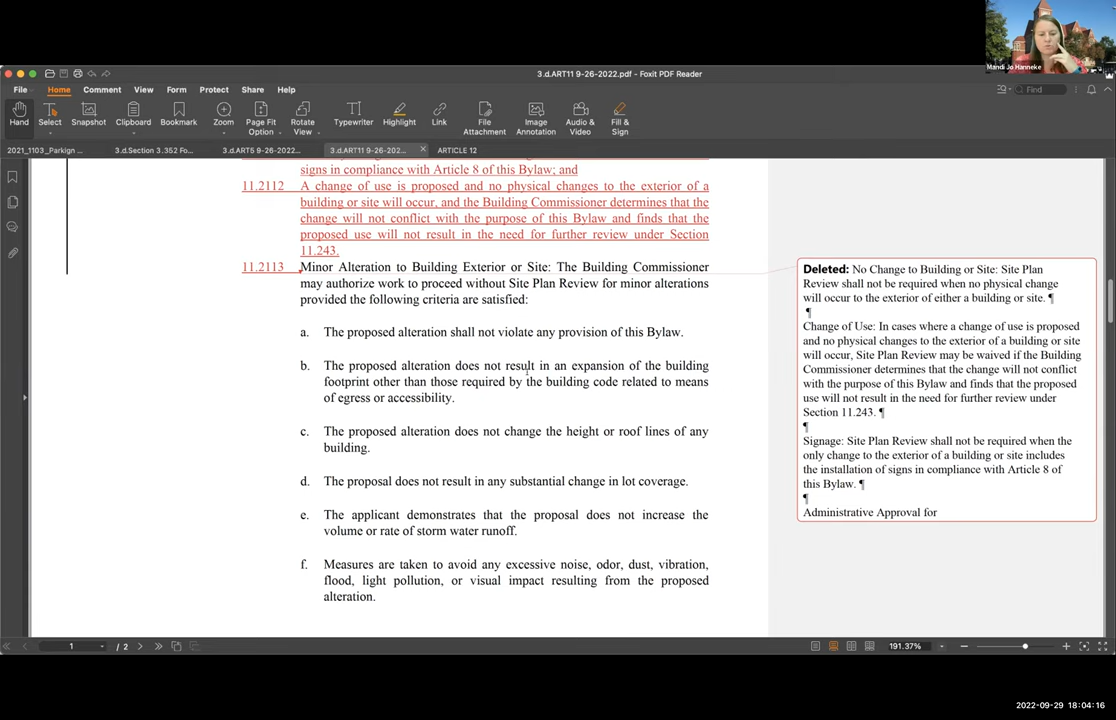 Mandi Jo Hanneke
3.d.ART11 9-26-2022.pdf - Foxit PDF Reader
File Home Comment View Form Protect Share Help
Find
Hand Select Snapshot Clipboard Bookmark Zoom Page Fit Option Rotate View Typewriter Highlight Link File Attachment Image Annotation Audio & Video Fill & Sign
2021_1103_Parkign ... 3.d.Section 3.352 Fo... 3.d.ART5 9-26-2022.... 3.d.ART11 9-26-202... ARTICLE 12
signs in compliance with Article 8 of this Bylaw; and
11.2112 A change of use is proposed and no physical changes to the exterior of a
building or site will occur, and the Building Commissioner determines that the
change will not conflict with the purpose of this Bylaw and finds that the
proposed use will not result in the need for further review under Section
11.243.
11.2113 Minor Alteration to Building Exterior or Site: The Building Commissioner
may authorize work to proceed without Site Plan Review for minor alterations
provided the following criteria are satisfied:
a. The proposed alteration shall not violate any provision of this Bylaw.
b. The proposed alteration does not result in an expansion of the building
footprint other than those required by the building code related to means
of egress or accessibility.
c. The proposed alteration does not change the height or roof lines of any
building.
d. The proposal does not result in any substantial change in lot coverage.
e. The applicant demonstrates that the proposal does not increase the
volume or rate of storm water runoff.
f. Measures are taken to avoid any excessive noise, odor, dust, vibration,
flood, light pollution, or visual impact resulting from the proposed
alteration.
Deleted: No Change to Building or Site: Site Plan
Review shall not be required when no physical change
will occur to the exterior of either a building or site. ¶
¶
Change of Use: In cases where a change of use is proposed
and no physical changes to the exterior of a building or site
will occur, Site Plan Review may be waived if the Building
Commissioner determines that the change will not conflict
with the purpose of this Bylaw and finds that the proposed
use will not result in the need for further review under
Section 11.243. ¶
¶
Signage: Site Plan Review shall not be required when the
only change to the exterior of a building or site includes
the installation of signs in compliance with Article 8 of
this Bylaw. ¶
¶
Administrative Approval for
1 / 2
191.37%
2022-09-29 18:04:16